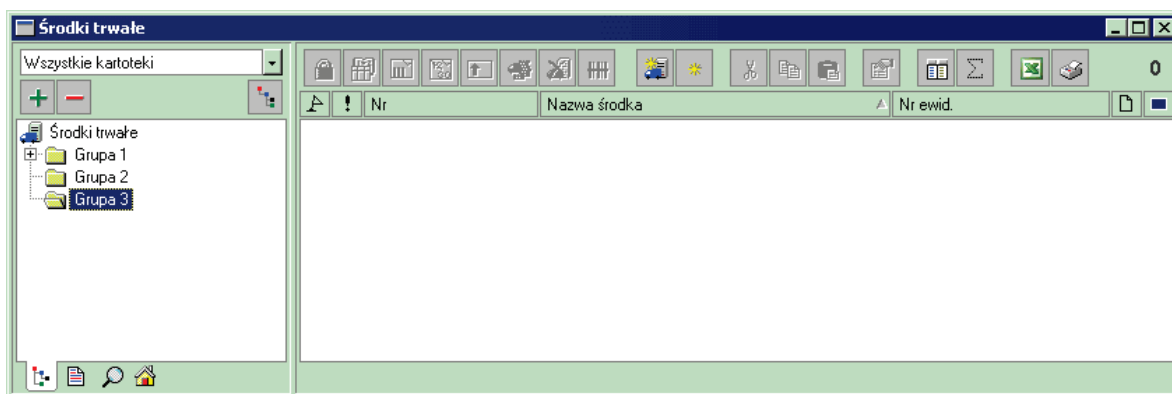 Środki trwałe
Wszystkie kartoteki
0
! Nr Nazwa środka Nr ewid.
Środki trwałe
Grupa 1
Grupa 2
Grupa 3